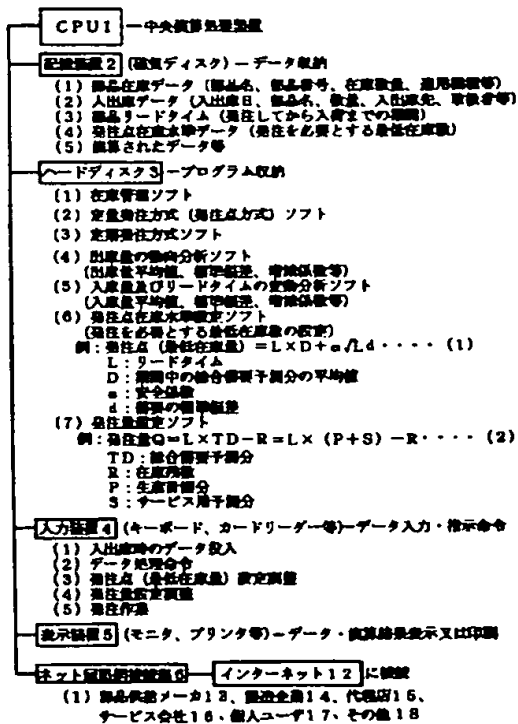 CPU1 ー中央演算処理装置
記憶装置2 (磁気ディスク) ーデータ収納
(1) 部品在庫データ (部品名、部品番号、在庫数量、適用機種等)
(2) 入出庫データ (入出庫日、部品名、数量、入出庫先、取扱者等)
(3) 部品リードタイム (発注してから入荷までの期間)
(4) 発注点在庫水準データ (発注を必要とする最低在庫数)
(5) 演算されたデータ等
ハードディスク3 ープログラム収納
(1) 在庫管理ソフト
(2) 定量発注方式 (発注点方式) ソフト
(3) 定期発注方式ソフト
(4) 出庫量の動向分析ソフト
(出庫量平均値、標準偏差、増減係数等)
(5) 入庫量及びリードタイムの変動分析ソフト
(入庫量平均値、標準偏差、増減係数等)
(6) 発注点在庫水準設定ソフト
(発注を必要とする最低在庫数の設定)
例:発注点 (最低在庫量) =L×D+α√Ld・・・・ (1)
L:リードタイム
D:期間中の総合需要予測分の平均値
α:安全係数
d:需要の標準偏差
(7) 発注量設定ソフト
例:発注量Q=L×TD-R=L× (P+S) -R・・・・ (2)
TD:総合需要予測分
R:在庫残数
P:生産計画分
S:サービス用予測分
入力装置4 (キーボード、カードリーダー等)ーデータ入力・指示命令
(1) 入出庫時のデータ投入
(2) データ処理命令
(3) 発注点 (最低在庫量) 設定調整
(4) 発注量設定調整
(5) 発注作業
表示装置5 (モニタ、プリンタ等) ーデータ・演算結果表示又は印刷
ネット 6 ー インターネット12 に接続
(1) 部品供給メーカ13、 企業14、代理店15、
サービス会社16、個人ユーザ17、その他18